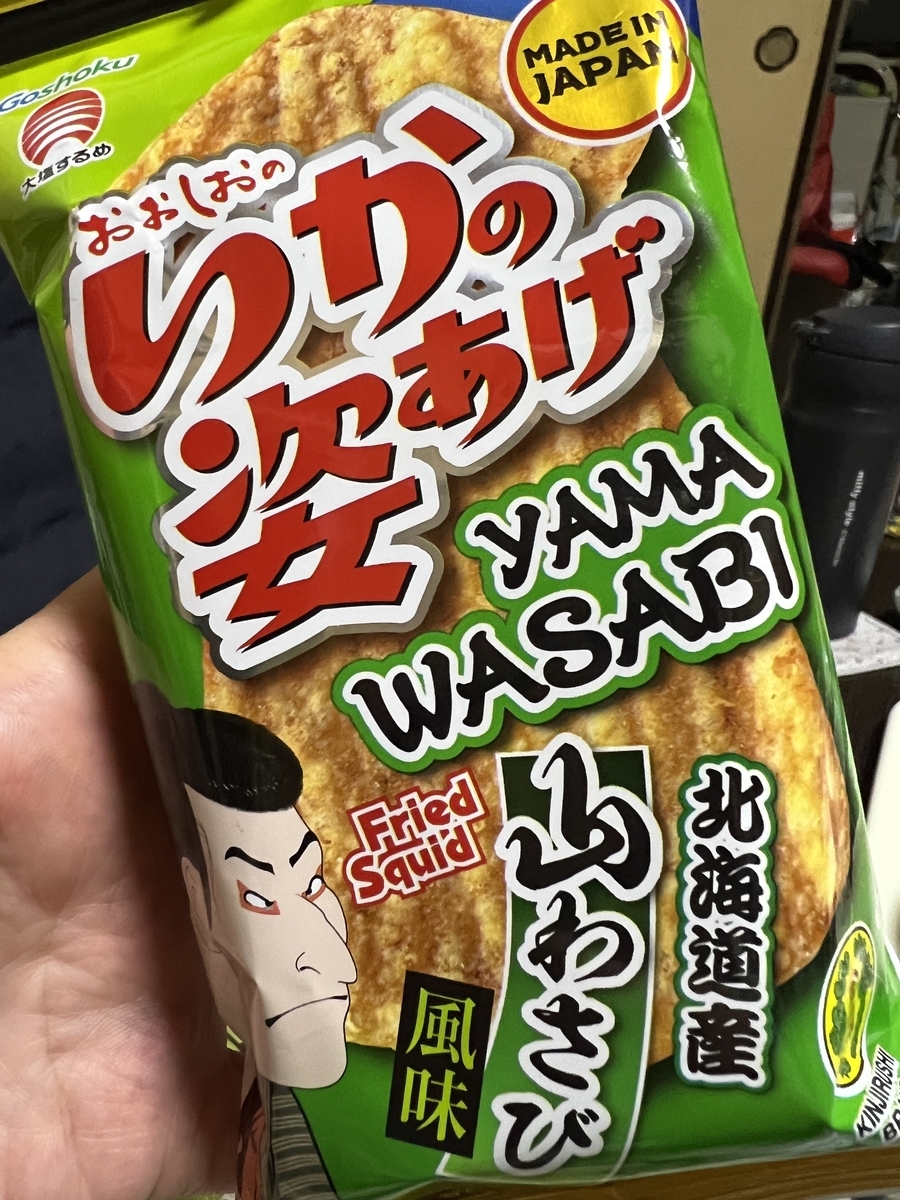 Goshoku
大塩するめ
MADE IN
JAPAN
おおしおの
いかの
姿あげ
YAMA
WASABI
Fried
Squid
山わさび
風味
北海道産
KINJIRUSHI